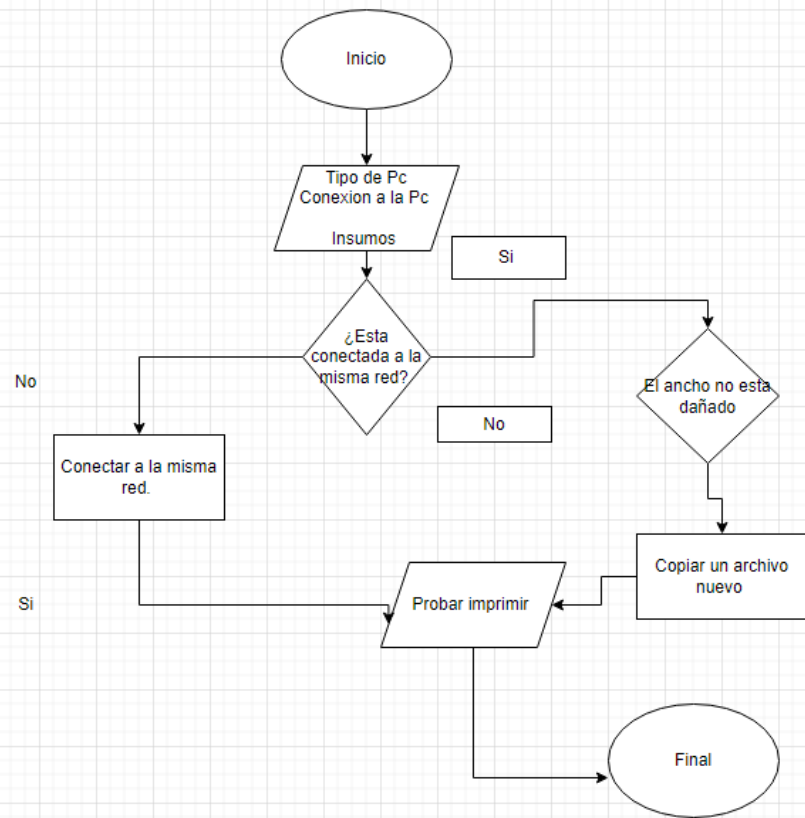 Inicio
Tipo de Pc
Conexion a la Pc
Insumos
Si
¿Esta
conectada a la
misma red?
No
El ancho no esta
dañado
No
Conectar a la misma
red.
Copiar un archivo
nuevo
Si
Probar imprimir
Final